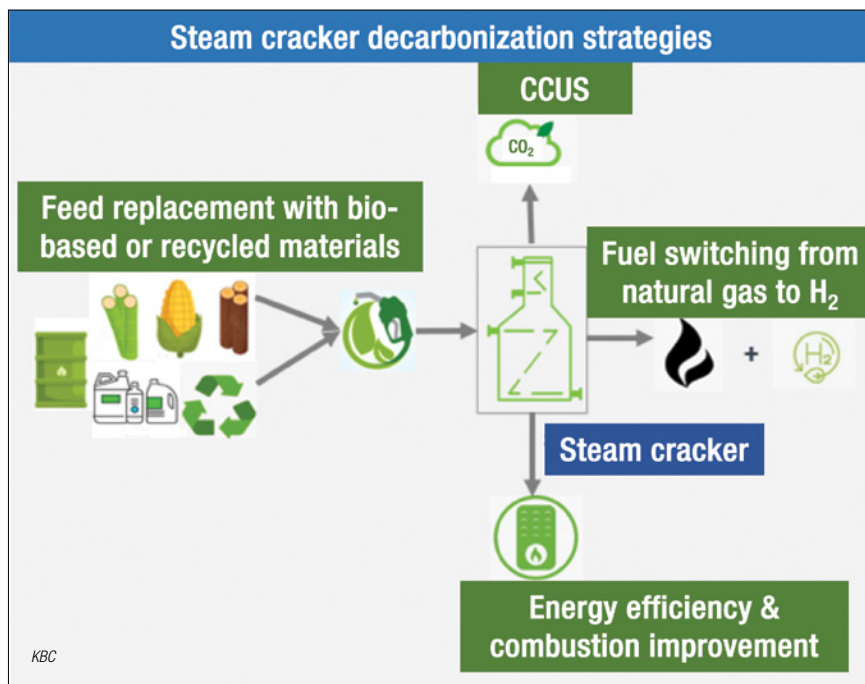 Steam cracker decarbonization strategies
CCUS
CO₂
Feed replacement with bio-
based or recycled materials
Fuel switching from
natural gas to H₂
+
H₂
Steam cracker
Energy efficiency &
combustion improvement
KBC